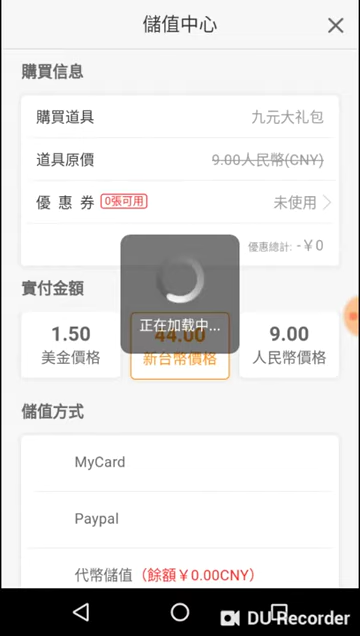 儲值中心
購買信息
購買道具 九元大礼包
道具原價 9.00人民幣(CNY)
優惠券 0張可用 未使用
優惠總計: -￥0
實付金額
正在加载中...
1.50 44.00 9.00
美金價格 新台幣價格 人民幣價格
儲值方式
MyCard
Paypal
代幣儲值（餘額￥0.00CNY）
DU Recorder